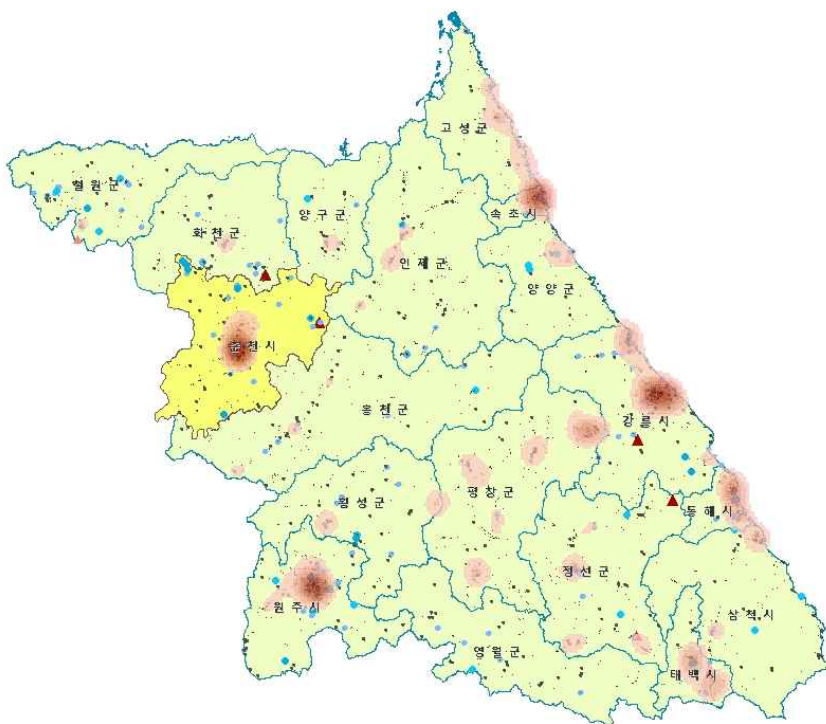 고성군
철원군
양구군
속초시
화천군
인제군
양양군
춘천시
홍천군
강릉시
평창군
횡성군
동해시
정선군
원주시
삼척시
영월군
태백시